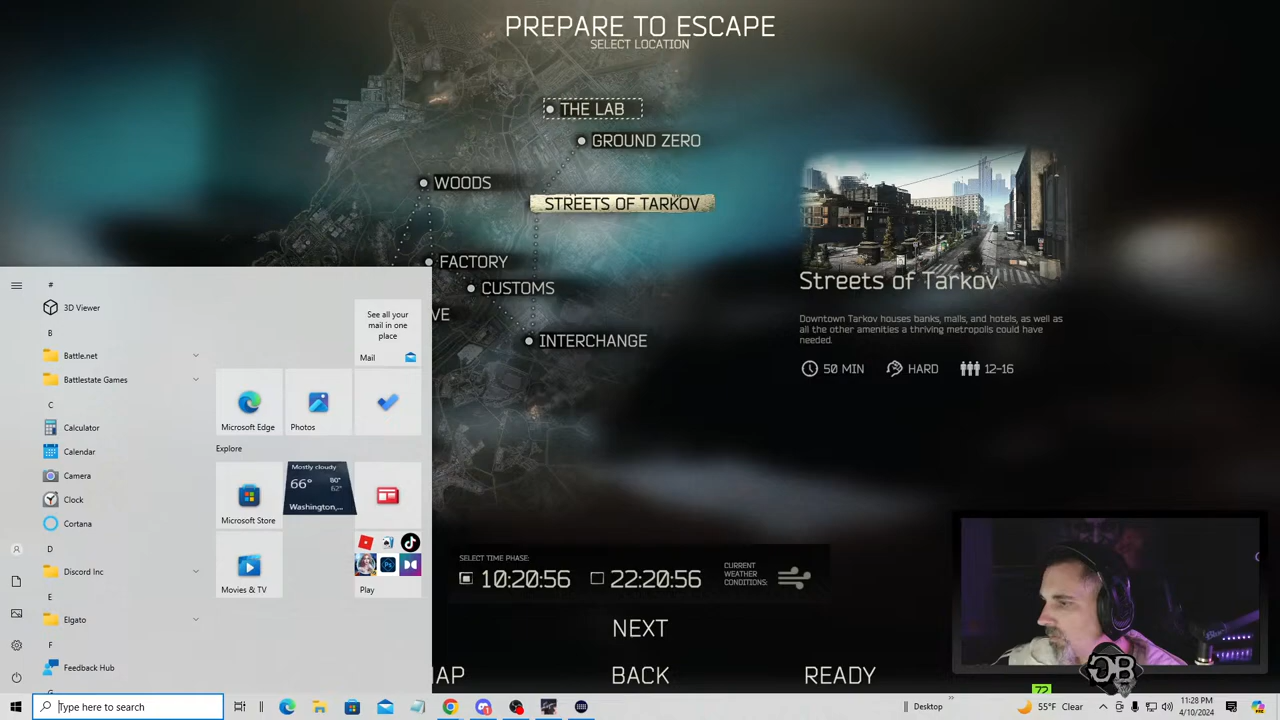 PREPARE TO ESCAPE
SELECT LOCATION
THE LAB
GROUND ZERO
WOODS
STREETS OF TARKOV
FACTORY
CUSTOMS
VE
INTERCHANGE
Streets of Tarkov
Downtown Tarkov houses banks, malls, and hotels, as well as
all the other amenities a thriving metropolis could have
needed.
50 MIN
HARD
12-16
SELECT TIME PHASE:
10:20:56
22:20:56
CURRENT
WEATHER
CONDITIONS:
NEXT
AP
BACK
READY
#
3D Viewer
B
Battle.net
Battlestate Games
C
Calculator
Calendar
Camera
Clock
Cortana
D
Discord Inc
E
Elgato
F
Feedback Hub
G
See all your
mail in one
place
Mail
Microsoft Edge
Photos
Explore
Microsoft Store
Mostly cloudy
66°
80°
62°
Washington,...
Movies & TV
Play
Type here to search
Desktop
55°F Clear
11:28 PM
4/10/2024
72
CB